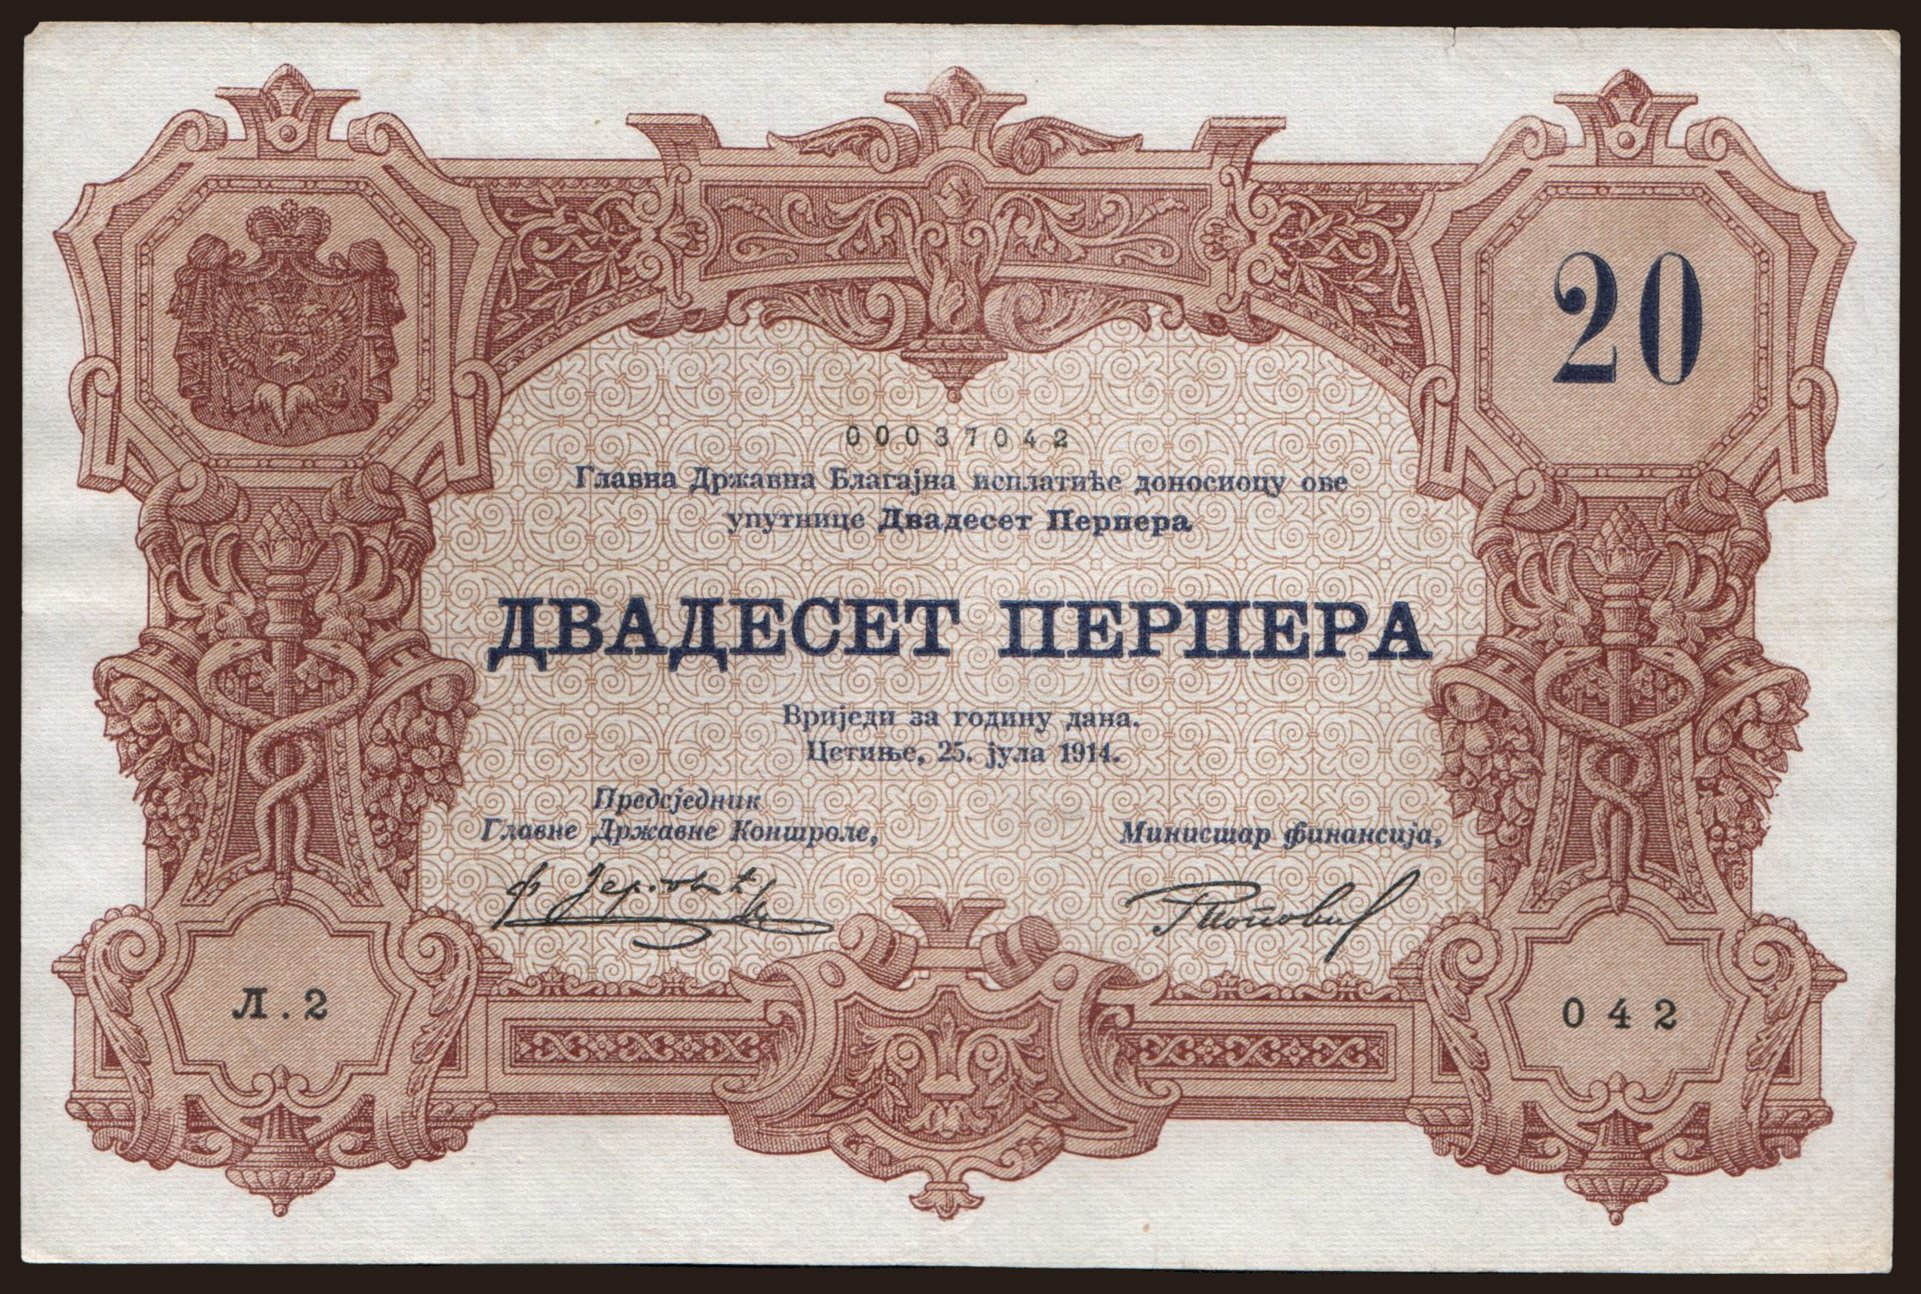 20
00037042
Главна Државна Благајна исплатиће доносиоцу ове
упутнице Двадесет Перпера
ДВАДЕСЕТ ПЕРПЕРА
Вриједи за годину дана.
Цетиње, 25. јула 1914.
Предсједник
Главне Државне Контроле,
Министар финансија,
Л.2
042